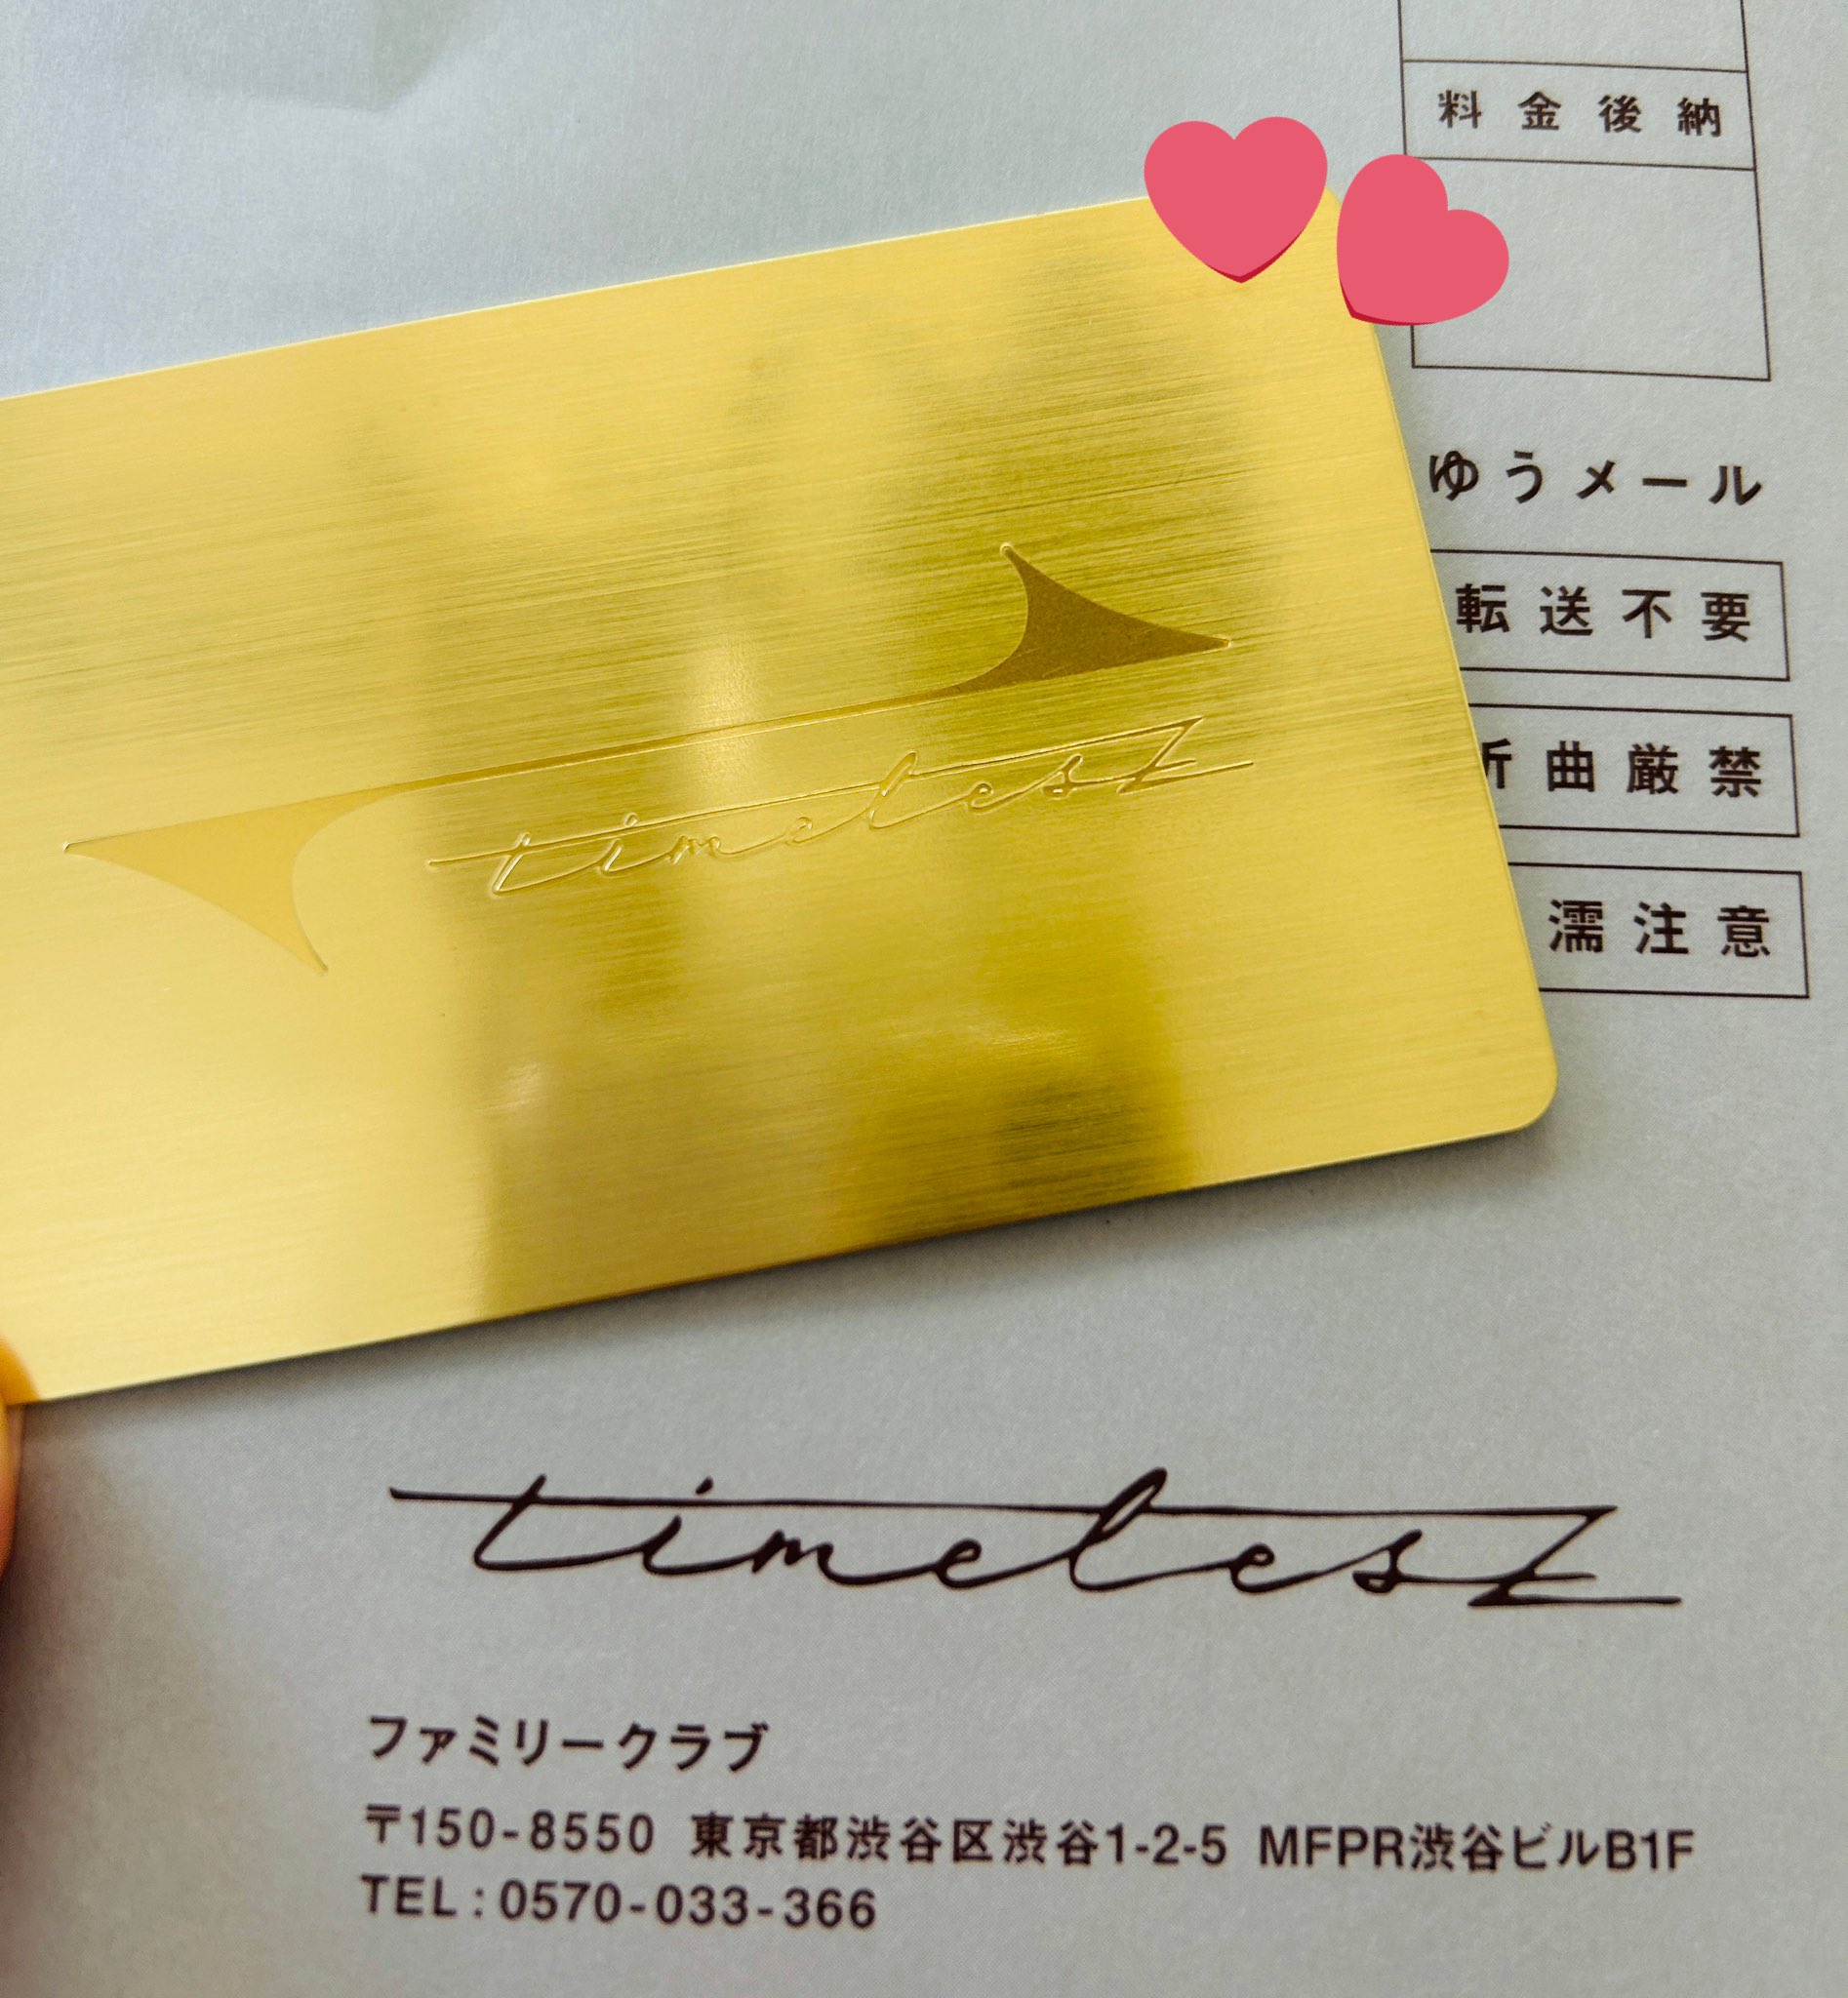 料金後納
ゆうメール
転送不要
折曲厳禁
濡注意
timelesz
timelesz
ファミリークラブ
〒150-8550 東京都渋谷区渋谷1-2-5 MFPR渋谷ビルB1F
TEL:0570-033-366